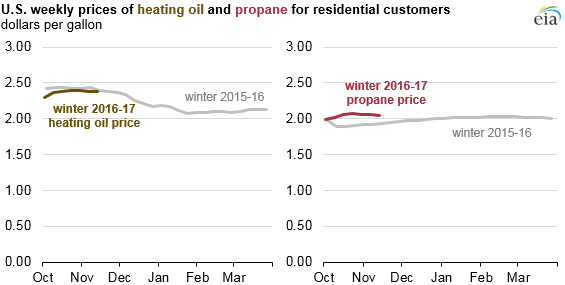 U.S. weekly prices of heating oil and propane for residential customers
dollars per gallon
eia
3.00
2.50
2.00
1.50
1.00
0.50
0.00
Oct Nov Dec Jan Feb Mar
winter 2015-16
winter 2016-17
heating oil price
3.00
2.50
2.00
1.50
1.00
0.50
0.00
Oct Nov Dec Jan Feb Mar
winter 2016-17
propane price
winter 2015-16